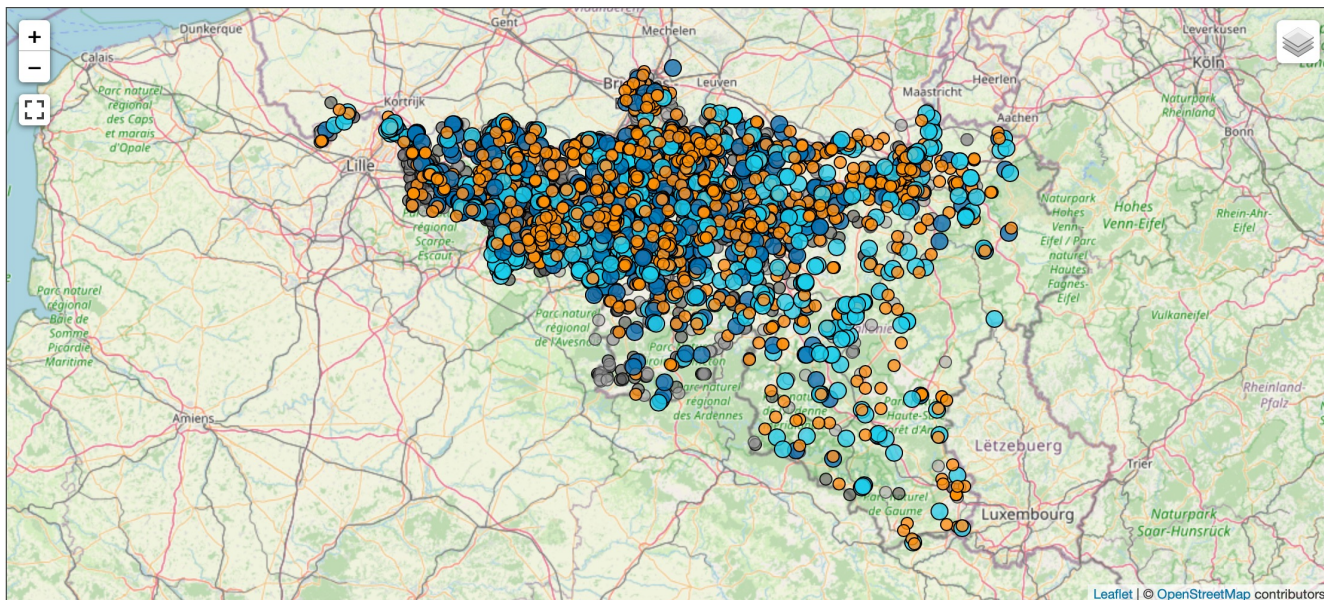 +
−
Vlaanderen
Dunkerque
Gent
Mechelen
Leverkusen
Calais
Köln
Leuven
Heerlen
Maastricht
Parc naturel
régional
des Caps
et marais
d'Opale
Kortrijk
Aachen
Naturpark
Rheinland
Bonn
Lille
Naturpark
Hohes
Venn-
Eifel / Parc
naturel
Hautes
Fagnes-
Eifel
Hohes
Venn-Eifel
Rhein-Ahr-
Eifel
régional
Scarpe-
Escaut
Parc naturel
régional
Baie de
Somme
Picardie
Maritime
Parc naturel
régional
de l'Avesnois
Vulkaneifel
Parc naturel
régional
des Ardennes
Rheinland-
Pfalz
Amiens
Lëtzebuerg
Trier
Parc naturel
de Gaume
Luxembourg
Naturpark
Saar-Hunsrück
Leaflet | © OpenStreetMap contributors